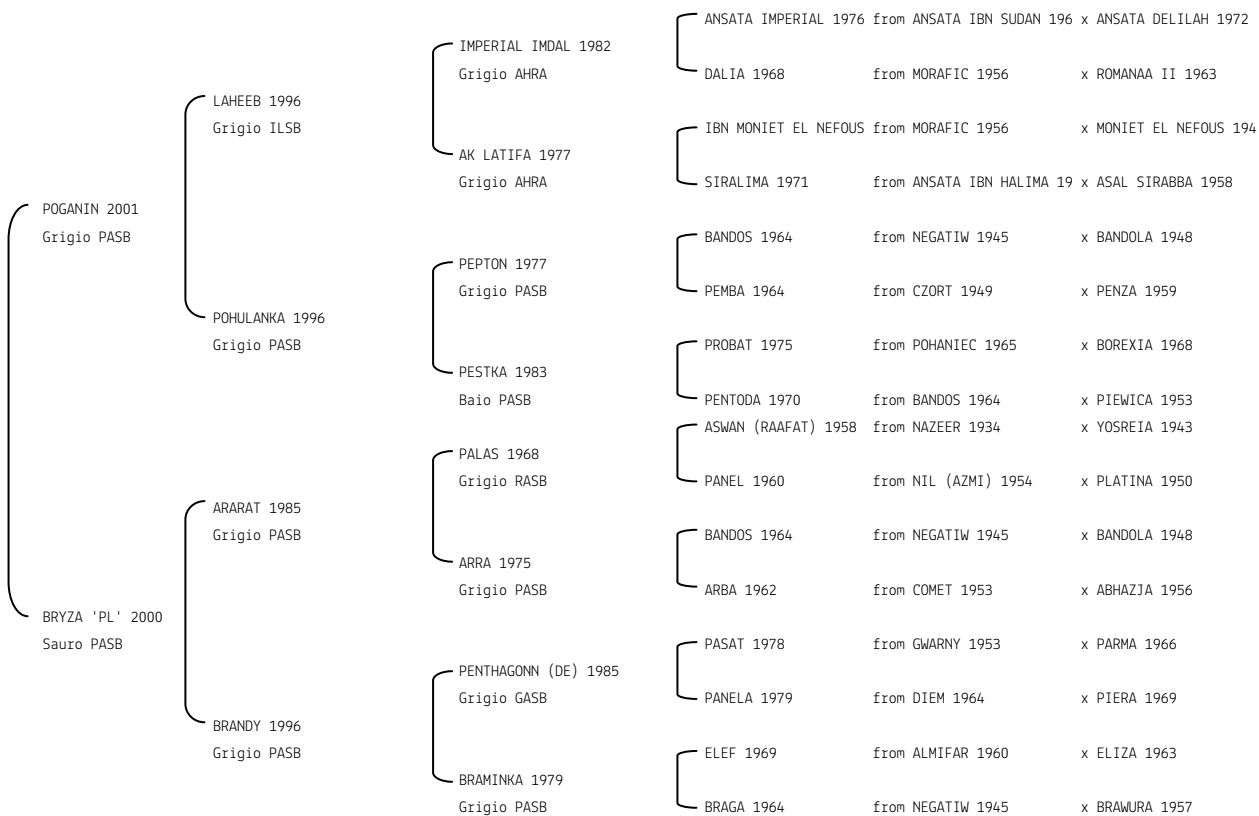 ANSATA IMPERIAL 1976 from ANSATA IBN SUDAN 196 x ANSATA DELILAH 1972
IMPERIAL IMDAL 1982
Grigio AHRA
DALIA 1968 from MORAFIC 1956 x ROMANAA II 1963
LAHEEB 1996
Grigio ILSB
IBN MONIET EL NEFOUS from MORAFIC 1956 x MONIET EL NEFOUS 194
AK LATIFA 1977
Grigio AHRA
SIRALIMA 1971 from ANSATA IBN HALIMA 19 x ASAL SIRABBA 1958
POGANIN 2001
Grigio PASB
BANDOS 1964 from NEGATIW 1945 x BANDOLA 1948
PEPTON 1977
Grigio PASB
PEMBA 1964 from CZORT 1949 x PENZA 1959
POHULANKA 1996
Grigio PASB
PROBAT 1975 from POHANIEC 1965 x BOREXIA 1968
PESTKA 1983
Baio PASB
PENTODA 1970 from BANDOS 1964 x PIEWICA 1953
ASWAN (RAAFAT) 1958 from NAZEER 1934 x YOSREIA 1943
PALAS 1968
Grigio RASB
PANEL 1960 from NIL (AZMI) 1954 x PLATINA 1950
ARARAT 1985
Grigio PASB
BANDOS 1964 from NEGATIW 1945 x BANDOLA 1948
ARRA 1975
Grigio PASB
ARBA 1962 from COMET 1953 x ABHAZJA 1956
BRYZA 'PL' 2000
Sauro PASB
PASAT 1978 from GWARNY 1953 x PARMA 1966
PENTHAGONN (DE) 1985
Grigio GASB
PANELA 1979 from DIEM 1964 x PIERA 1969
BRANDY 1996
Grigio PASB
ELEF 1969 from ALMIFAR 1960 x ELIZA 1963
BRAMINKA 1979
Grigio PASB
BRAGA 1964 from NEGATIW 1945 x BRAWURA 1957